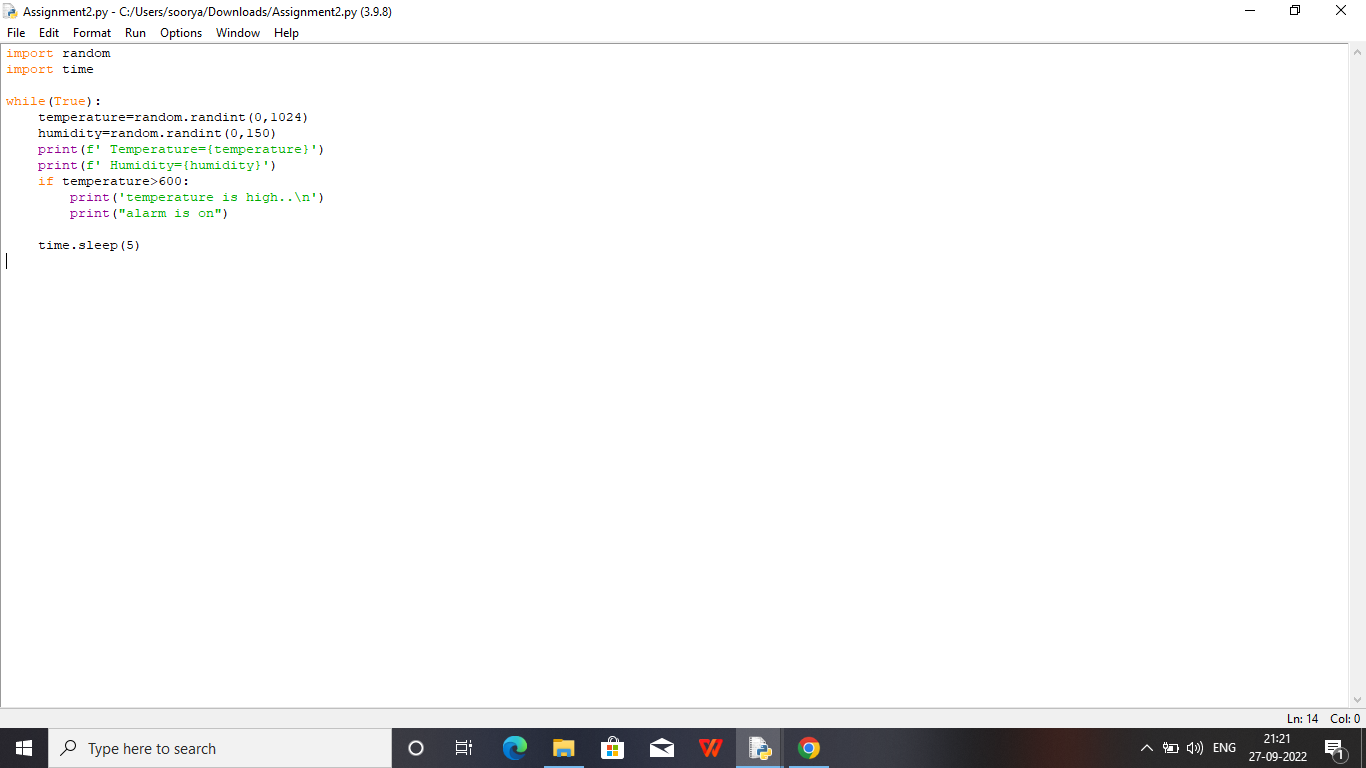 Assignment2.py - C:/Users/soorya/Downloads/Assignment2.py (3.9.8)
File Edit Format Run Options Window Help
import random
import time
while(True):
    temperature=random.randint(0,1024)
    humidity=random.randint(0,150)
    print(f' Temperature={temperature}')
    print(f' Humidity={humidity}')
    if temperature>600:
        print('temperature is high..\n')
        print("alarm is on")
    time.sleep(5)
Ln: 14 Col: 0
Type here to search
ENG
21:21
27-09-2022
1